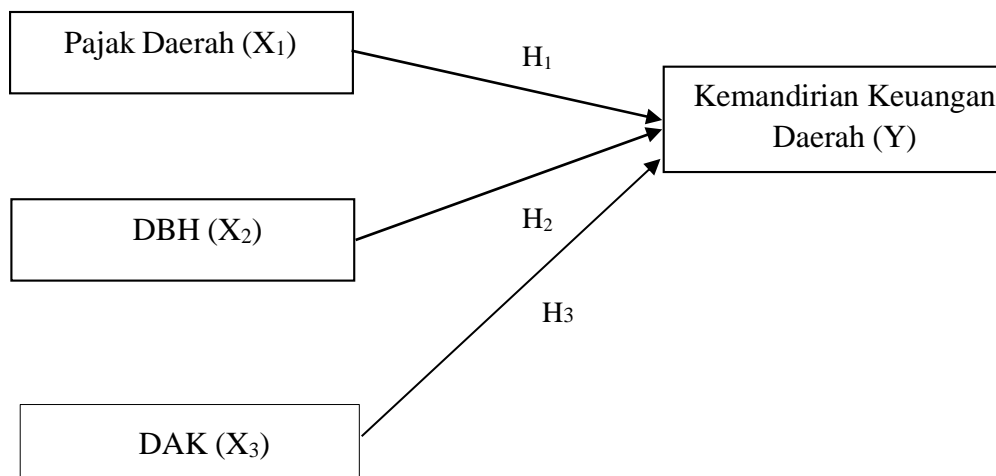 Pajak Daerah (X₁)
H₁
Kemandirian Keuangan
Daerah (Y)
DBH (X₂)
H₂
H₃
DAK (X₃)